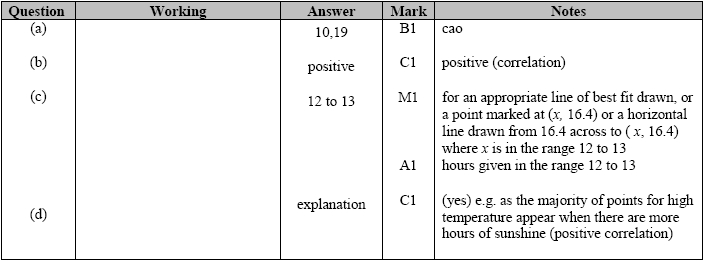 Question Working Answer Mark Notes
(a) 10,19 B1 cao
(b) positive C1 positive (correlation)
(c) 12 to 13 M1 for an appropriate line of best fit drawn, or
a point marked at (x, 16.4) or a horizontal
line drawn from 16.4 across to ( x, 16.4)
where x is in the range 12 to 13
A1 hours given in the range 12 to 13
(d) explanation C1 (yes) e.g. as the majority of points for high
temperature appear when there are more
hours of sunshine (positive correlation)